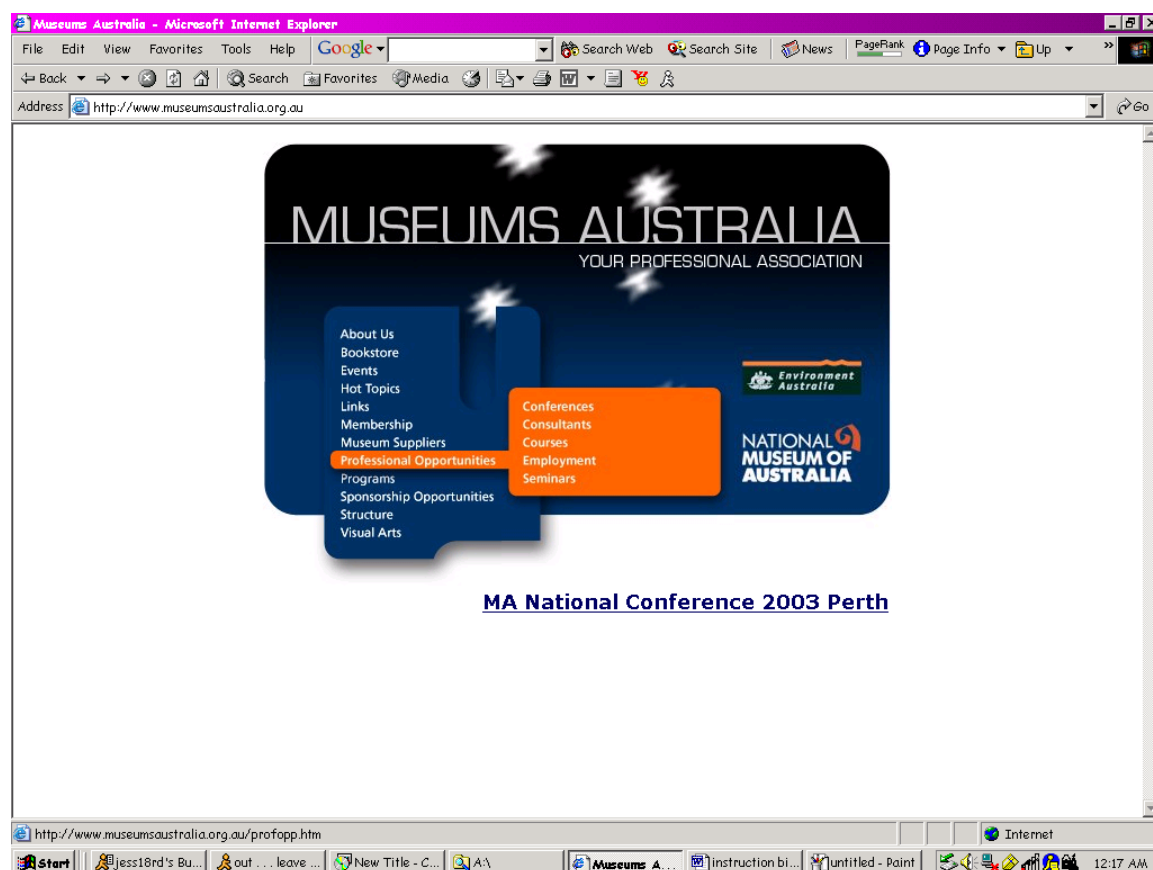 Museums Australia - Microsoft Internet Explorer
File Edit View Favorites Tools Help Google Search Web Search Site News PageRank Page Info Up »
Back Search Favorites Media
Address http://www.museumsaustralia.org.au Go
MUSEUMS AUSTRALIA
YOUR PROFESSIONAL ASSOCIATION
About Us
Bookstore
Events
Hot Topics
Links
Membership
Museum Suppliers
Professional Opportunities
Programs
Sponsorship Opportunities
Structure
Visual Arts
Conferences
Consultants
Courses
Employment
Seminars
Environment
Australia
NATIONAL
MUSEUM OF
AUSTRALIA
MA National Conference 2003 Perth
http://www.museumsaustralia.org.au/profopp.htm Internet
Start jess18rd's Bu... out . . . leave ... New Title - C... A:\ Museums A... instruction bi... untitled - Paint 12:17 AM